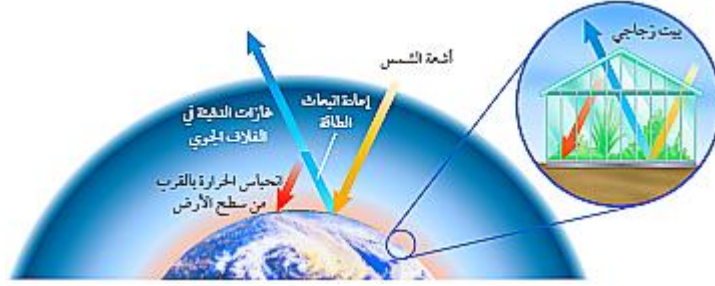 بيت زجاجي
أشعة الشمس
إعادة انبعاث
الطاقة
غازات الدفيئة في
الغلاف الجوي
انحباس الحرارة بالقرب
من سطح الأرض